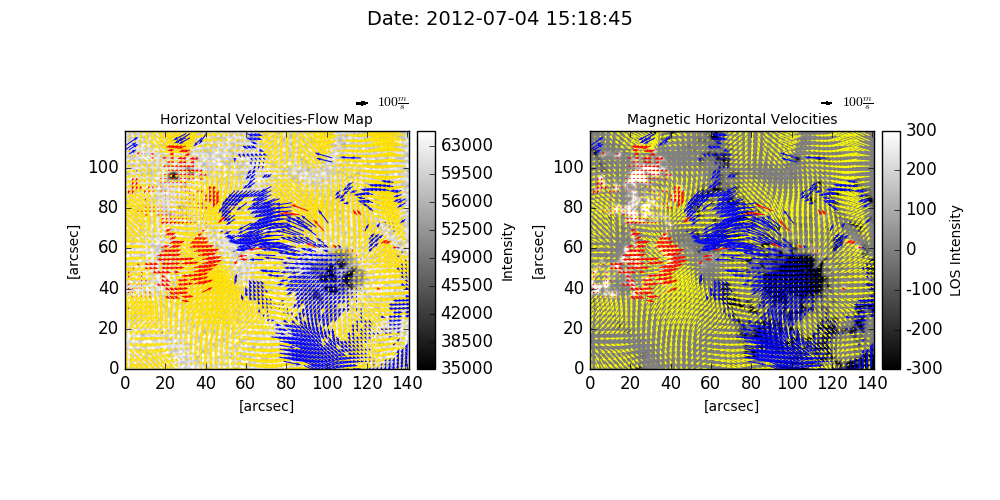 Date: 2012-07-04 15:18:45
100 m/s
Horizontal Velocities-Flow Map
100
80
60
40
20
0
0 20 40 60 80 100 120 140
[arcsec]
[arcsec]
63000
59500
56000
52500
49000
45500
42000
38500
35000
Intensity
100 m/s
Magnetic Horizontal Velocities
100
80
60
40
20
0
0 20 40 60 80 100 120 140
[arcsec]
[arcsec]
300
200
100
0
-100
-200
-300
LOS Intensity